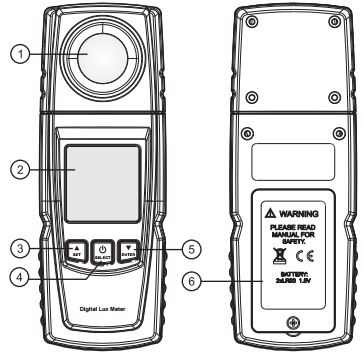 1
2
3
4
5
6
SET
SELECT
ENTER
Digital Lux Meter
WARNING
PLEASE READ
MANUAL FOR
SAFETY.
CE
BATTERY:
2xLR03 1.5V